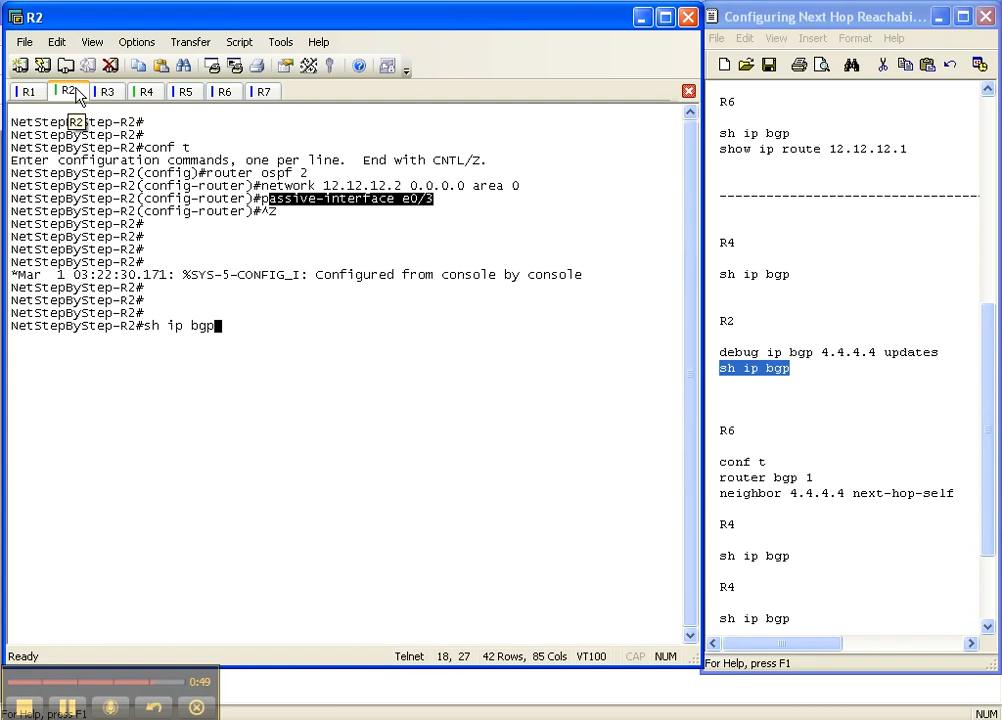 R2
File Edit View Options Transfer Script Tools Help
R1 R2 R3 R4 R5 R6 R7
R2
NetStepByStep-R2#
NetStepByStep-R2#
NetStepByStep-R2#conf t
Enter configuration commands, one per line.  End with CNTL/Z.
NetStepByStep-R2(config)#router ospf 2
NetStepByStep-R2(config-router)#network 12.12.12.2 0.0.0.0 area 0
NetStepByStep-R2(config-router)#passive-interface e0/3
NetStepByStep-R2(config-router)#^Z
NetStepByStep-R2#
NetStepByStep-R2#
NetStepByStep-R2#
*Mar  1 03:22:30.171: %SYS-5-CONFIG_I: Configured from console by console
NetStepByStep-R2#
NetStepByStep-R2#
NetStepByStep-R2#
NetStepByStep-R2#sh ip bgp
Ready Telnet 18, 27 42 Rows, 85 Cols VT100 CAP NUM
0:49
For Help, press F1 NUM
Configuring Next Hop Reachabi...
File Edit View Insert Format Help
R6
sh ip bgp
show ip route 12.12.12.1
-----------------------------------
R4
sh ip bgp
R2
debug ip bgp 4.4.4.4 updates
sh ip bgp
R6
conf t
router bgp 1
neighbor 4.4.4.4 next-hop-self
R4
sh ip bgp
R4
sh ip bgp
For Help, press F1